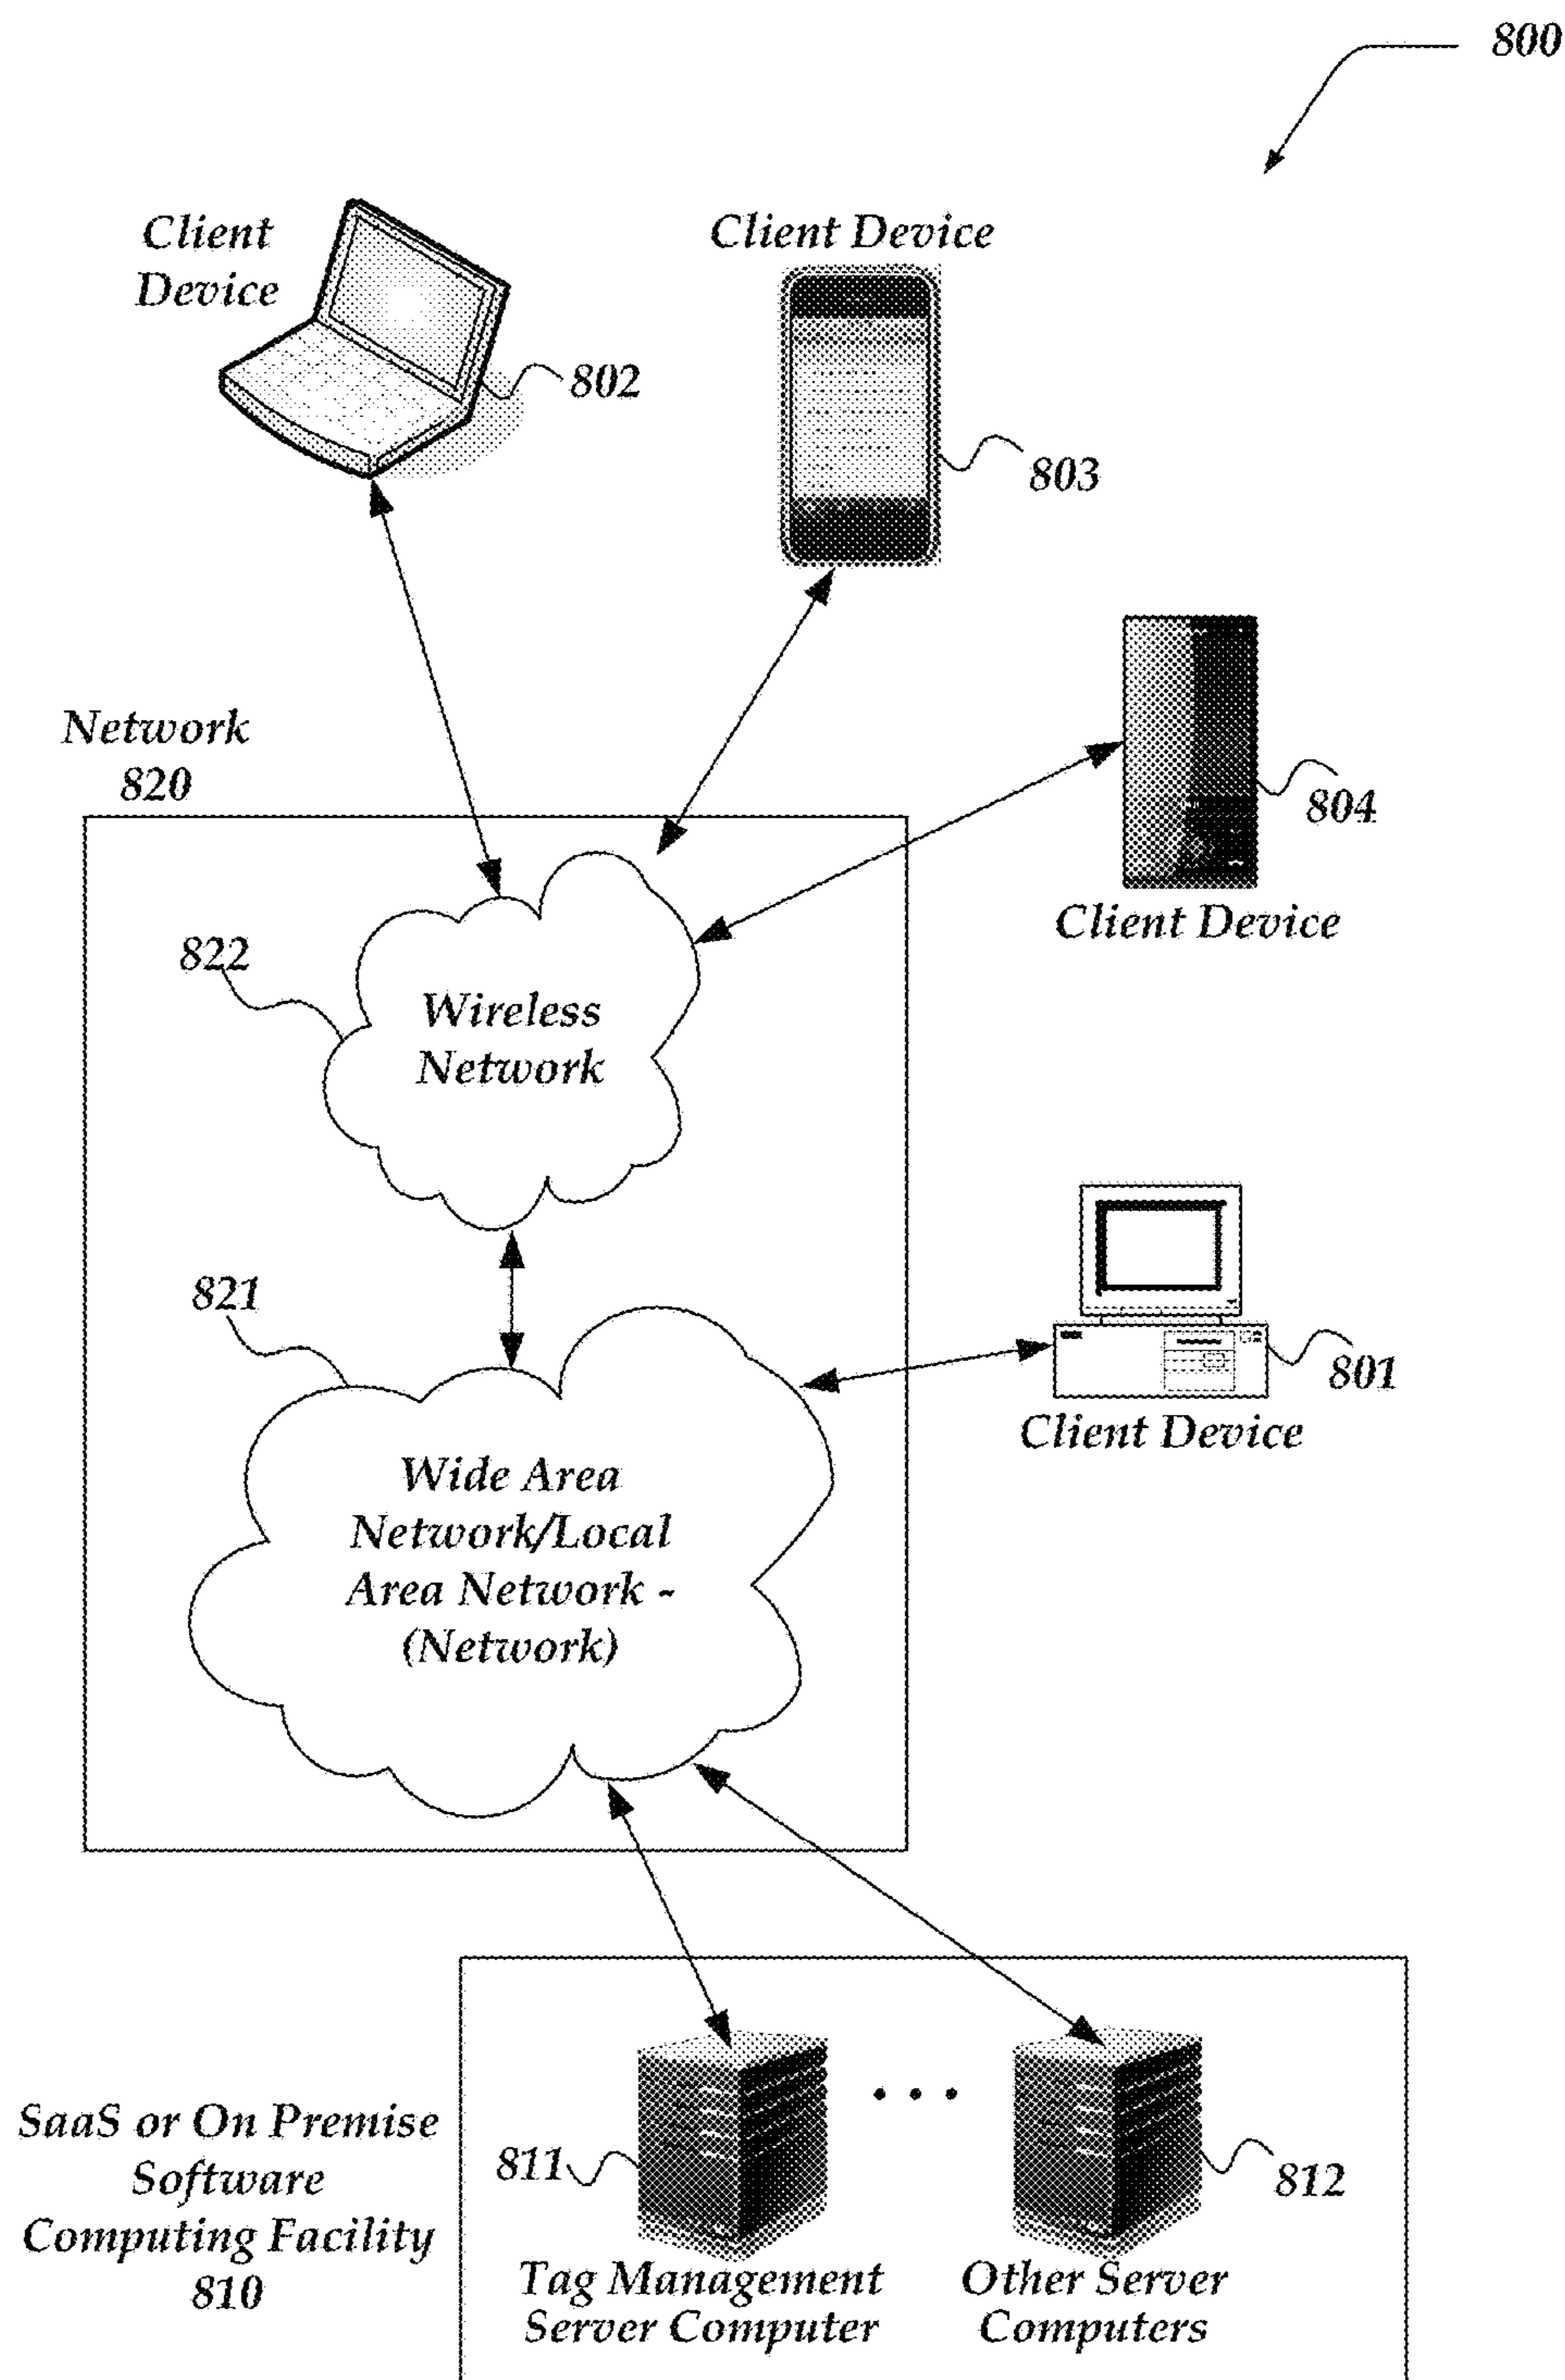 800
Client
Device
802
Client Device
803
804
Client Device
Network
820
822
Wireless
Network
821
801
Client Device
Wide Area
Network/Local
Area Network -
(Network)
SaaS or On Premise
Software
Computing Facility
810
811
. . .
812
Tag Management
Server Computer
Other Server
Computers